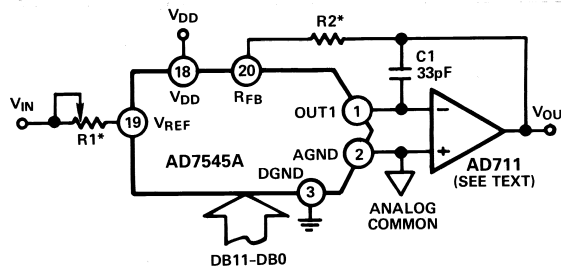 VDD
R2*
C1
33pF
18
20
VDD
RFB
VIN
R1*
19
VREF
OUT1
1
−
VOU
AD7545A
AGND
2
+
AD711
(SEE TEXT)
DGND
3
ANALOG
COMMON
DB11–DB0